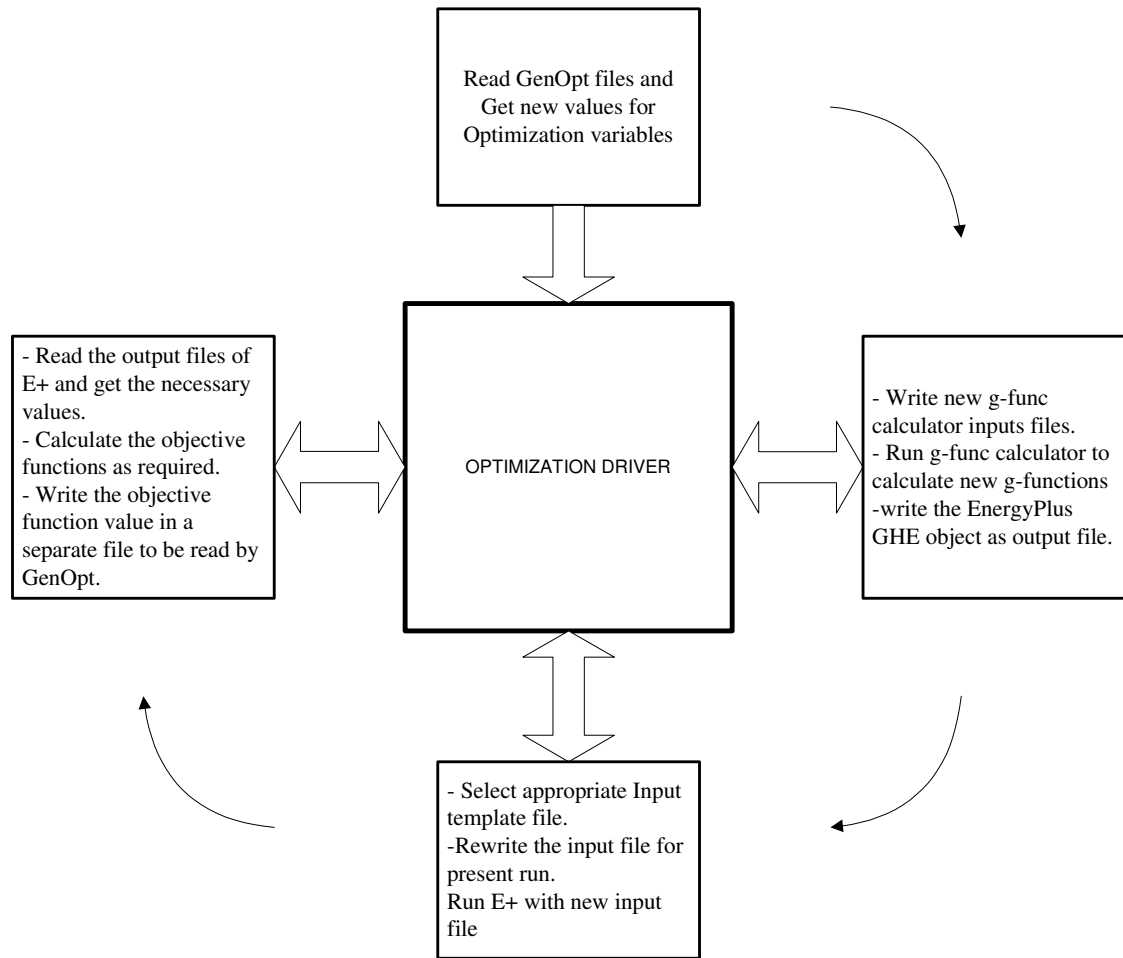 Read GenOpt files and
Get new values for
Optimization variables
- Read the output files of
E+ and get the necessary
values.
- Calculate the objective
functions as required.
- Write the objective
function value in a
separate file to be read by
GenOpt.
OPTIMIZATION DRIVER
- Write new g-func
calculator inputs files.
- Run g-func calculator to
calculate new g-functions
-write the EnergyPlus
GHE object as output file.
- Select appropriate Input
template file.
-Rewrite the input file for
present run.
Run E+ with new input
file